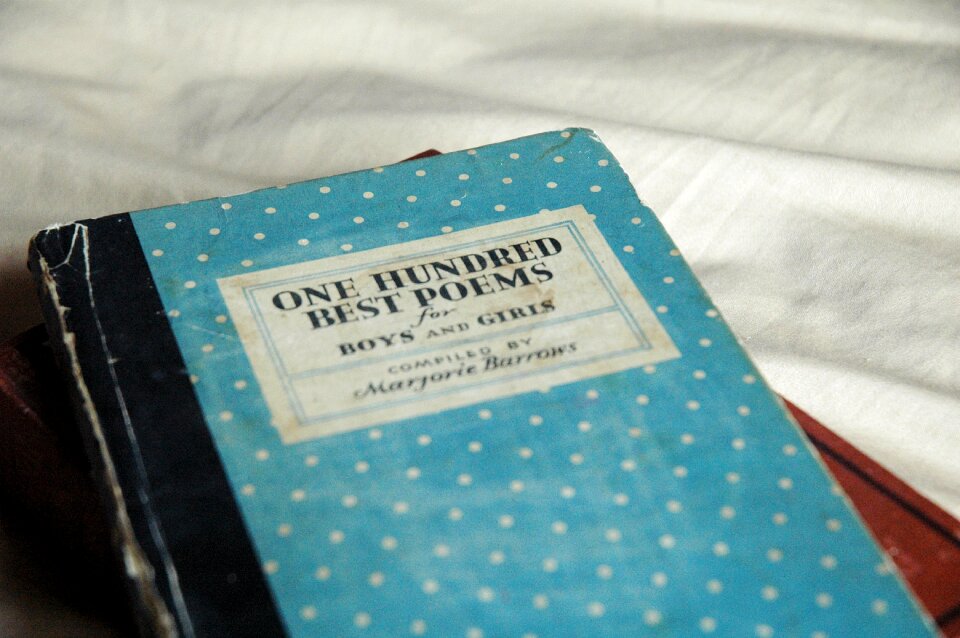 ONE HUNDRED
BEST POEMS
for
BOYS AND GIRLS
COMPILED BY
Marjorie Barrows